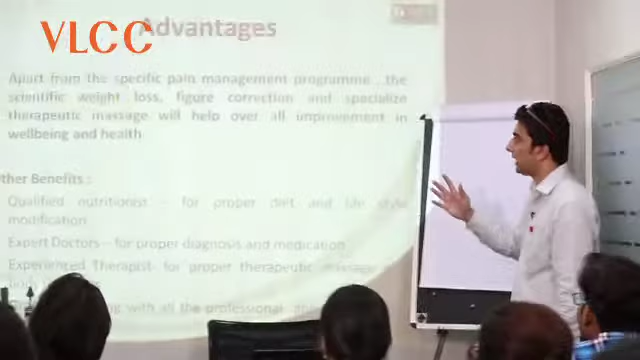 VLCC
Advantages
Apart from the specific pain management programme the
scientific weight loss, figure correction and specialize
therapeutic massage will help over all improvement in
wellbeing and health
ther Benefits :
Qualified nutritionist – for proper diet and life style
modification
Expert Doctors – for proper diagnosis and medication
Experienced Therapist- for proper therapeutic massage
with all the professional